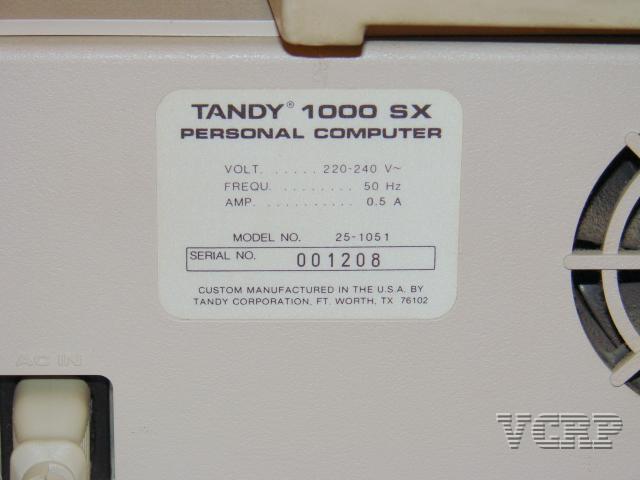 TANDY® 1000 SX
PERSONAL COMPUTER
VOLT. . . . . . 220-240 V~
FREQU. . . . . . . . . 50 Hz
AMP. . . . . . . . . . . 0.5 A
MODEL NO. 25-1051
SERIAL NO. 001208
CUSTOM MANUFACTURED IN THE U.S.A. BY
TANDY CORPORATION, FT. WORTH, TX 76102
AC IN
VCRP